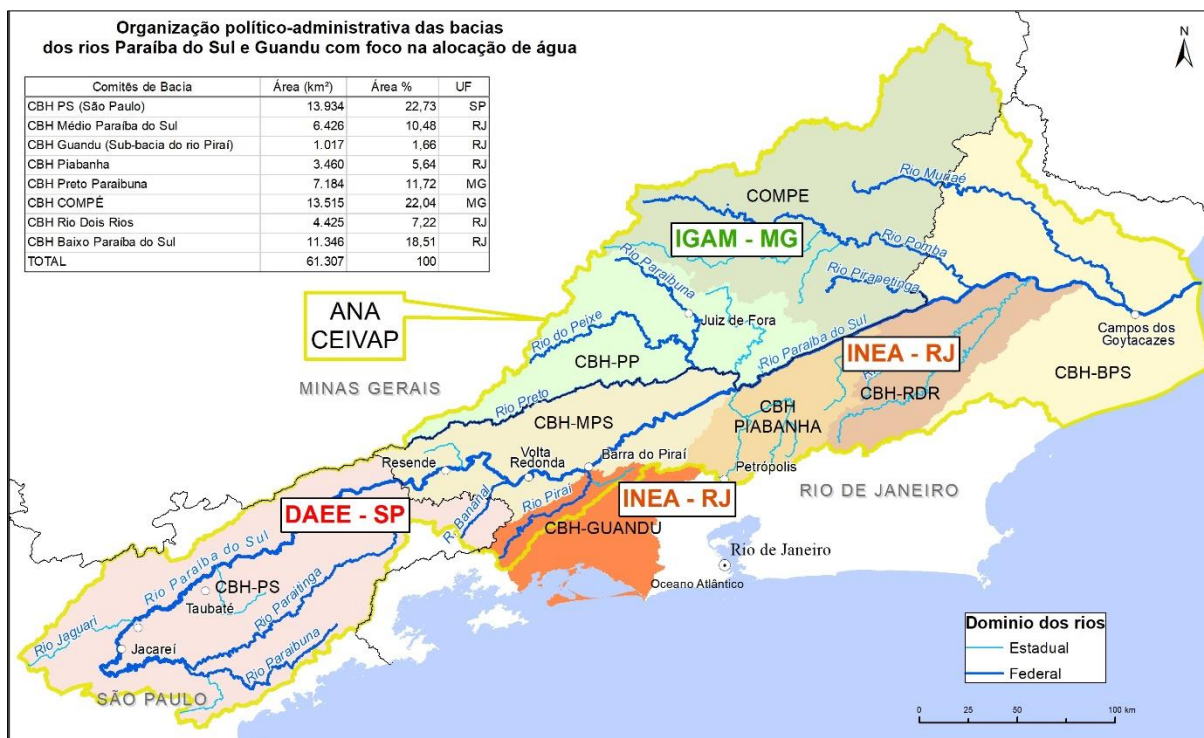 Organização político-administrativa das bacias
dos rios Paraíba do Sul e Guandu com foco na alocação de água
N
Comitês de Bacia Área (km²) Área % UF
CBH PS (São Paulo) 13.934 22,73 SP
CBH Médio Paraíba do Sul 6.426 10,48 RJ
CBH Guandu (Sub-bacia do rio Piraí) 1.017 1,66 RJ
CBH Piabanha 3.460 5,64 RJ
CBH Preto Paraibuna 7.184 11,72 MG
CBH COMPÉ 13.515 22,04 MG
CBH Rio Dois Rios 4.425 7,22 RJ
CBH Baixo Paraíba do Sul 11.346 18,51 RJ
TOTAL 61.307 100
Rio Muriaé
COMPE
IGAM - MG
Rio Pomba
Rio Paraibuna
Rio Pirapetinga
ANA
CEIVAP
Juiz de Fora
Campos dos
Goytacazes
Rio do Peixe
Rio Paraíba do Sul
INEA - RJ
CBH-PP
CBH-BPS
MINAS GERAIS
CBH-RDR
Rio Preto
CBH
PIABANHA
CBH-MPS
Volta
Redonda
Resende
Barra do Piraí
Petrópolis
RIO DE JANEIRO
Rio Piraí
INEA - RJ
DAEE - SP
R. Bananal
CBH-GUANDU
Rio de Janeiro
Rio Paraíba do Sul
Oceano Atlântico
CBH-PS
Taubaté
Rio Paraitinga
Rio Jaguari
Jacareí
Rio Paraibuna
SÃO PAULO
Dominio dos rios
Estadual
Federal
0 25 50 100 km